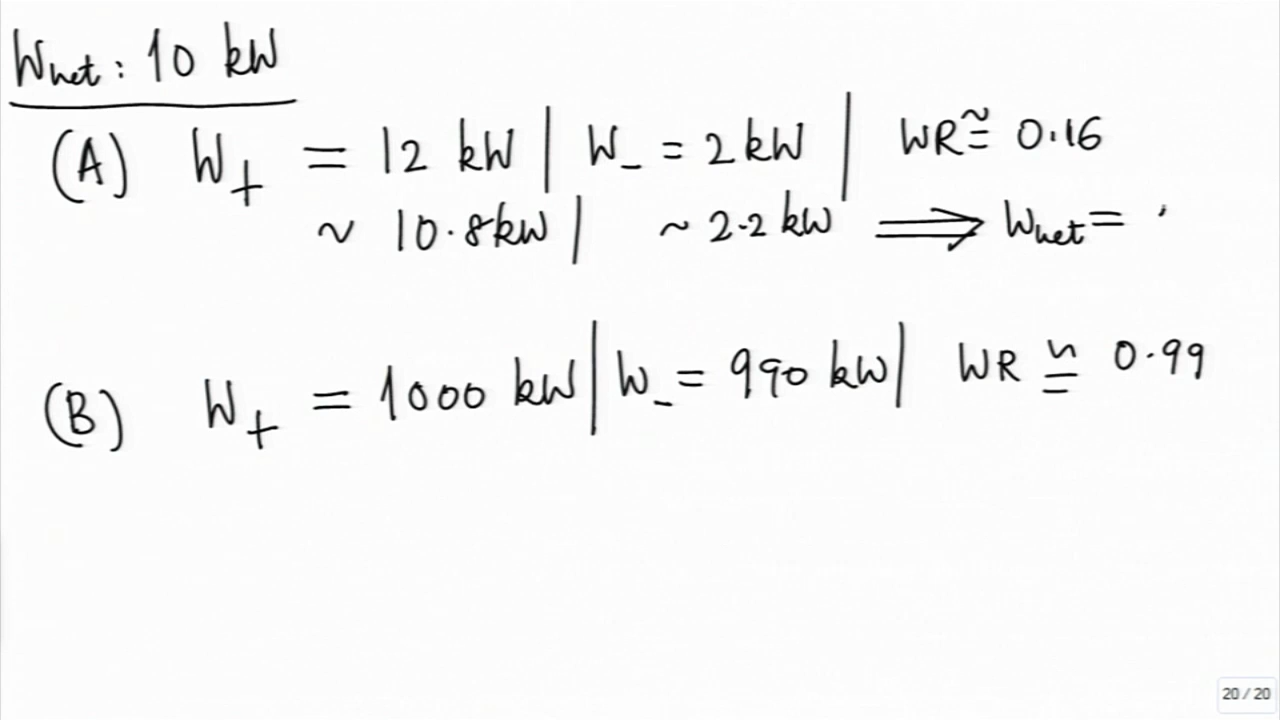 Wnet : 10 kW
(A) W+ = 12 kW | W- = 2 kW | WR ≅ 0.16
~ 10.8 kW | ~ 2.2 kW ⟹ Wnet =
(B) W+ = 1000 kW | W- = 990 kW | WR ≅ 0.99
20 / 20